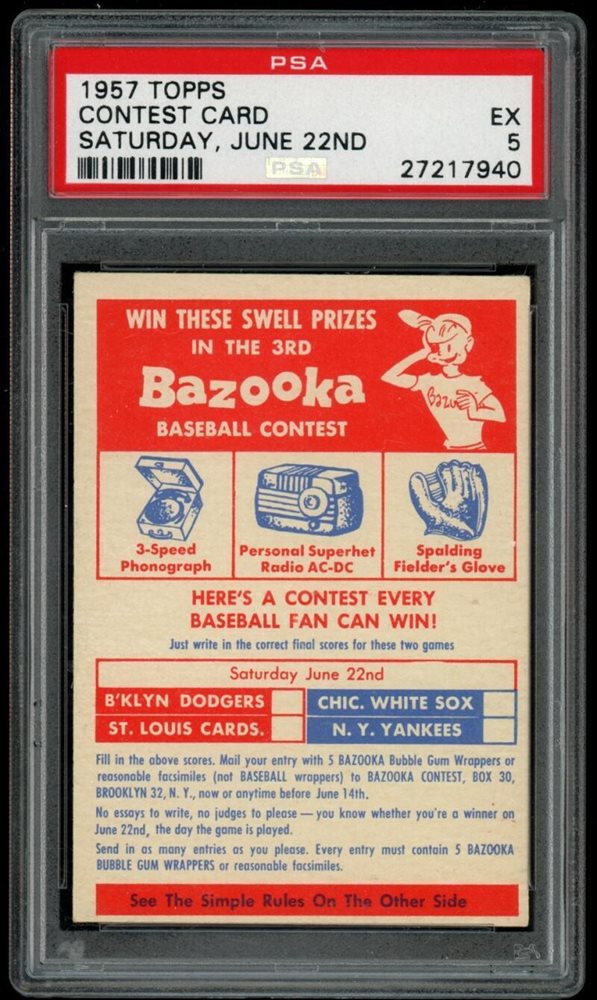 PSA
1957 TOPPS
CONTEST CARD EX
SATURDAY, JUNE 22ND 5
PSA 27217940
WIN THESE SWELL PRIZES
IN THE 3RD
Bazooka
BASEBALL CONTEST
Bazoo
3-Speed
Phonograph
Personal Superhet
Radio AC-DC
Spalding
Fielder's Glove
HERE'S A CONTEST EVERY
BASEBALL FAN CAN WIN!
Just write in the correct final scores for these two games
Saturday June 22nd
B'KLYN DODGERS CHIC. WHITE SOX
ST. LOUIS CARDS. N. Y. YANKEES
Fill in the above scores. Mail your entry with 5 BAZOOKA Bubble Gum Wrappers or
reasonable facsimiles (not BASEBALL wrappers) to BAZOOKA CONTEST, BOX 30,
BROOKLYN 32, N. Y., now or anytime before June 14th.
No essays to write, no judges to please — you know whether you're a winner on
June 22nd, the day the game is played.
Send in as many entries as you please. Every entry must contain 5 BAZOOKA
BUBBLE GUM WRAPPERS or reasonable facsimiles.
See The Simple Rules On The Other Side